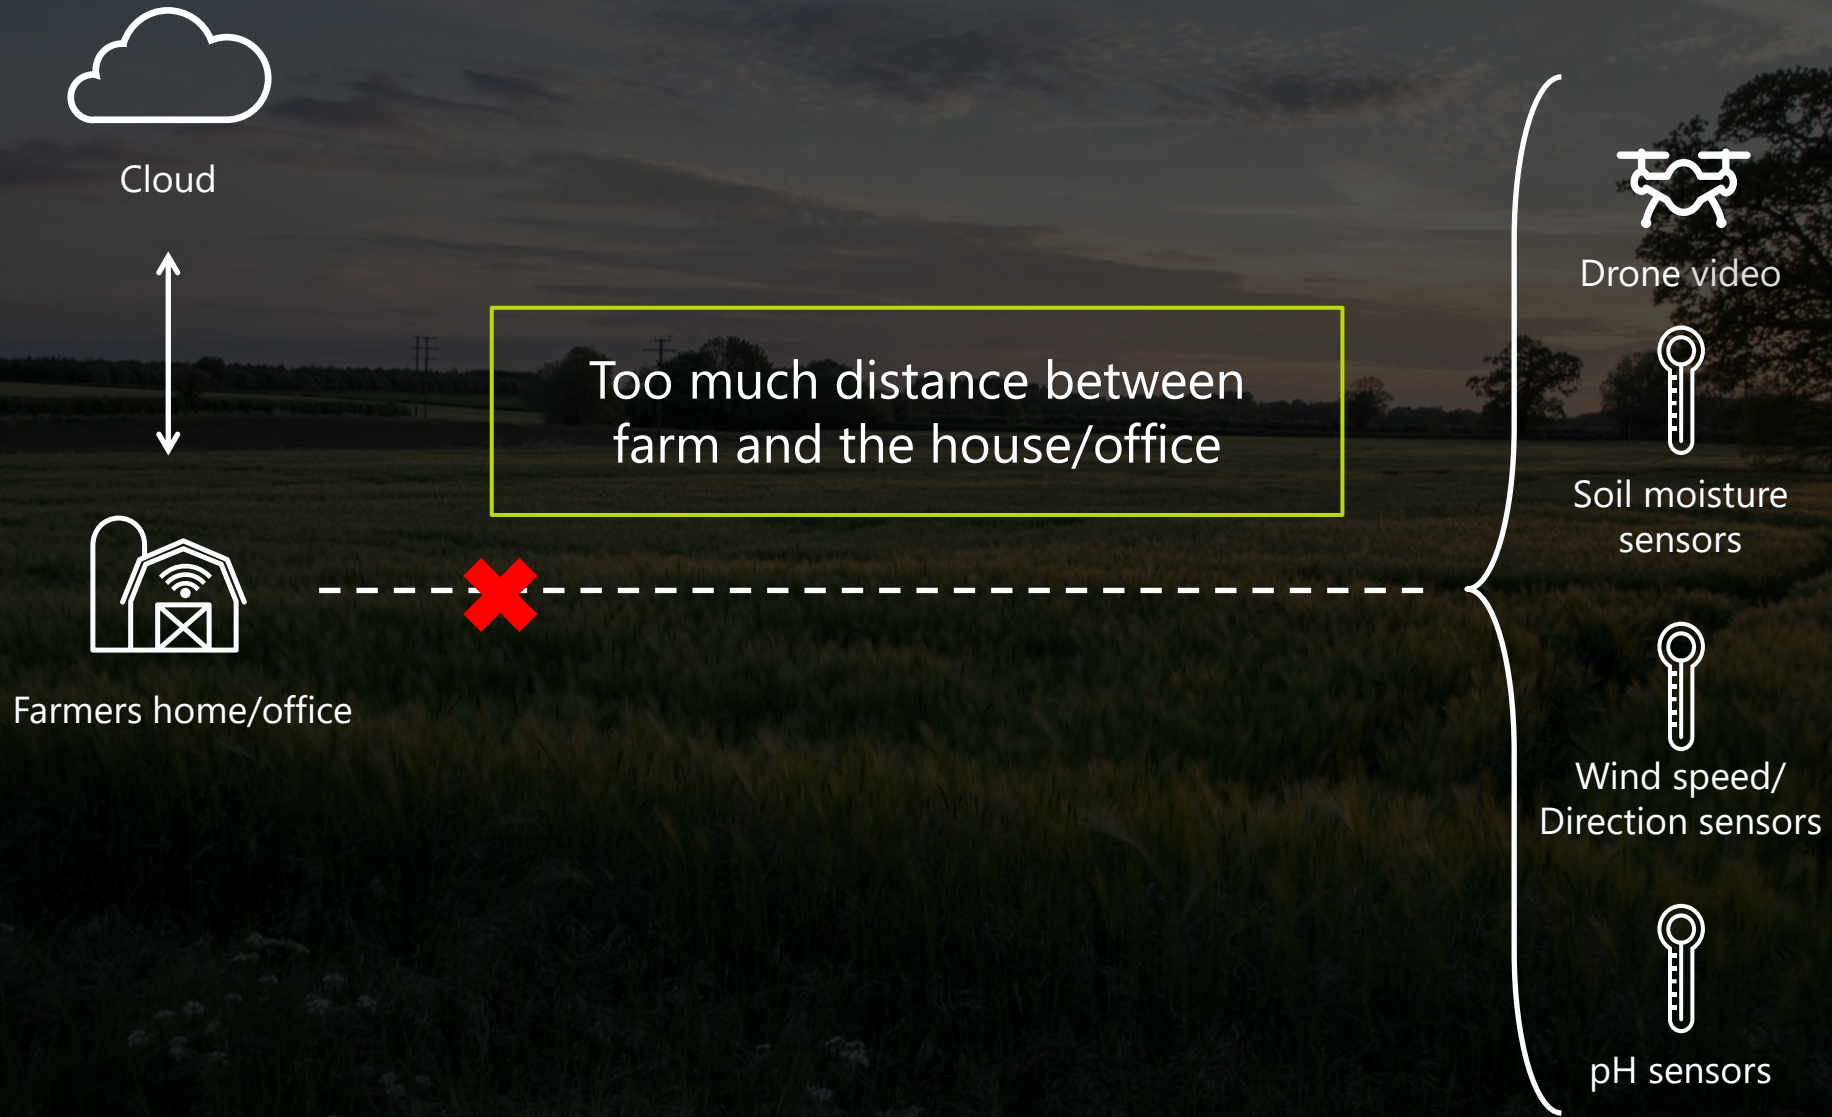 Cloud
Too much distance between
farm and the house/office
Farmers home/office
Drone video
Soil moisture
sensors
Wind speed/
Direction sensors
pH sensors